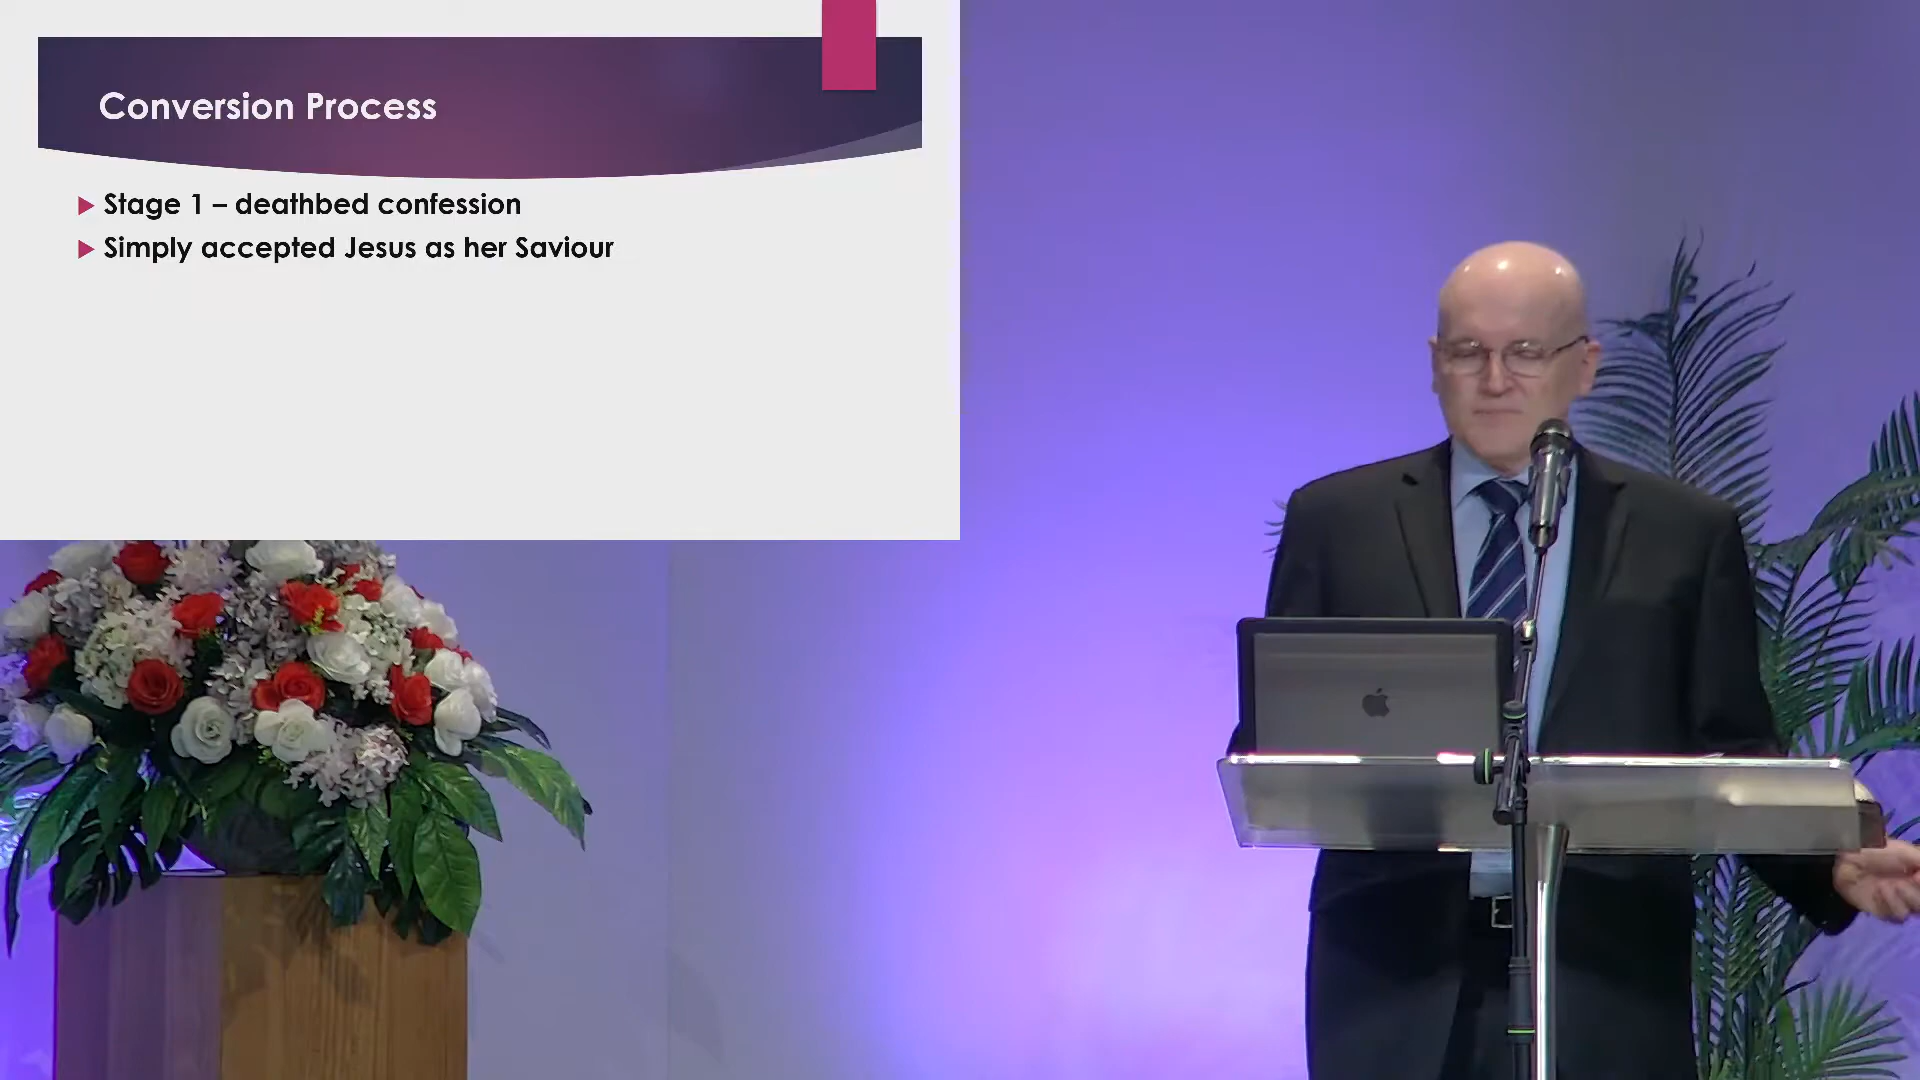 Conversion Process
Stage 1 – deathbed confession
Simply accepted Jesus as her Saviour